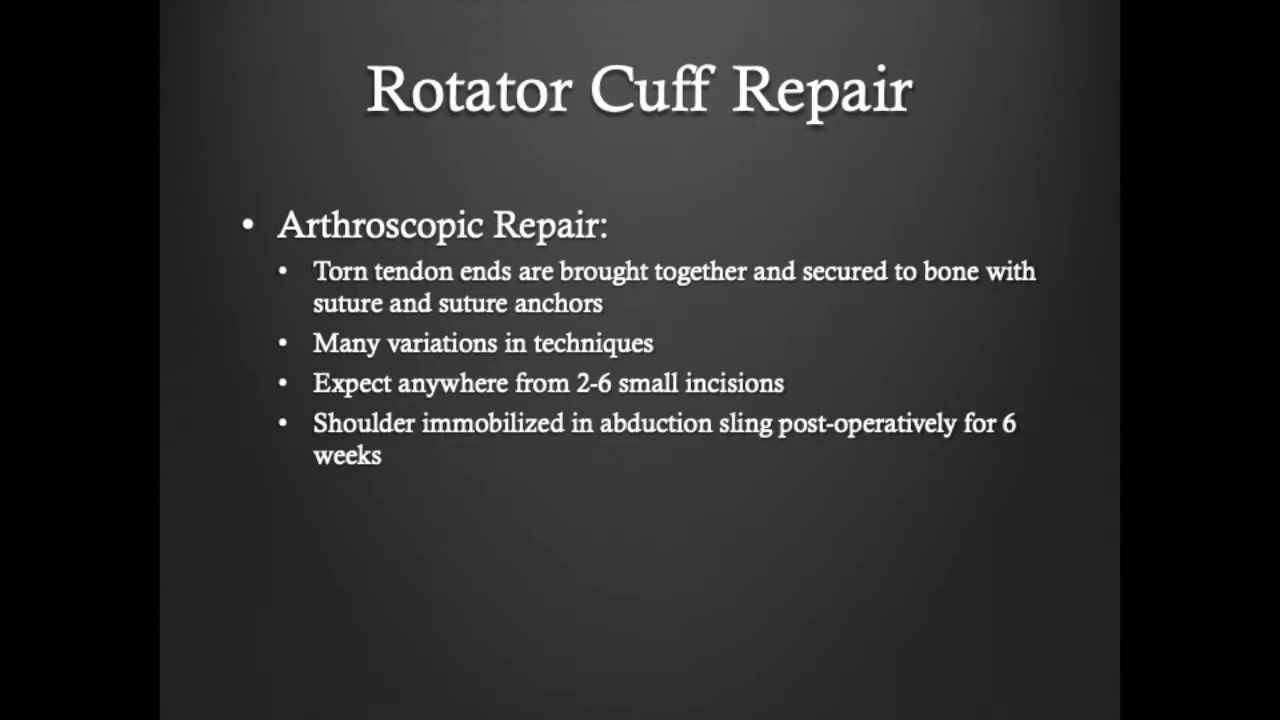 Rotator Cuff Repair
• Arthroscopic Repair:
• Torn tendon ends are brought together and secured to bone with
suture and suture anchors
• Many variations in techniques
• Expect anywhere from 2-6 small incisions
• Shoulder immobilized in abduction sling post-operatively for 6
weeks